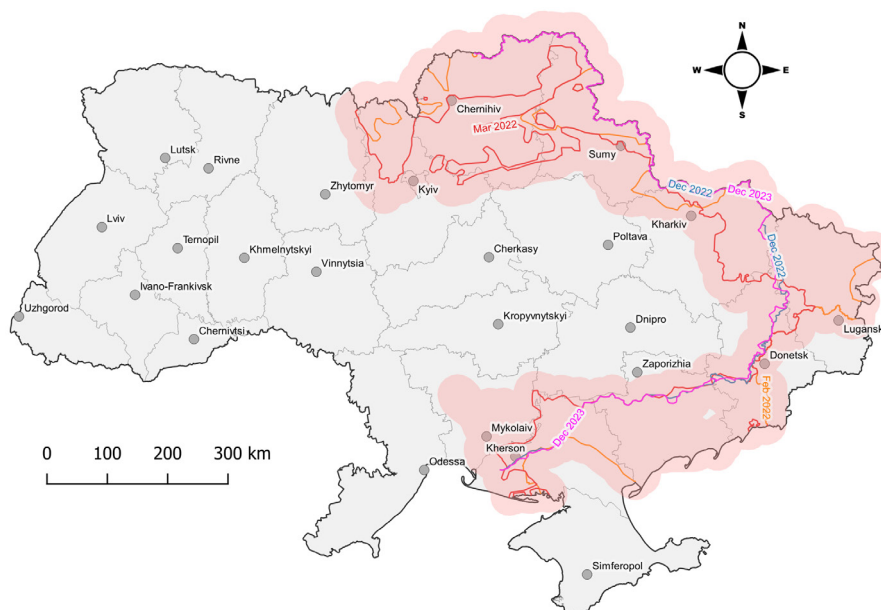 N
W
E
S
Chernihiv
Mar 2022
Sumy
Lutsk
Rivne
Zhytomyr
Kyiv
Dec 2022
Dec 2023
Kharkiv
Lviv
Ternopil
Khmelnytskyi
Vinnytsia
Cherkasy
Poltava
Dec 2022
Ivano-Frankivsk
Uzhgorod
Chernivtsi
Kropyvnytskyi
Dnipro
Lugansk
Donetsk
Zaporizhia
Feb 2022
Mykolaiv
Dec 2023
Kherson
Odessa
0 100 200 300 km
Simferopol